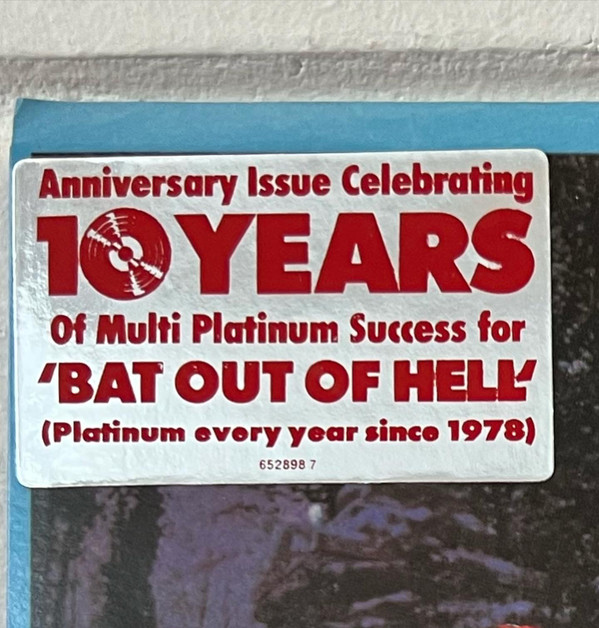 Anniversary Issue Celebrating
10 YEARS
Of Multi Platinum Success for
'BAT OUT OF HELL'
(Platinum every year since 1978)
652898 7